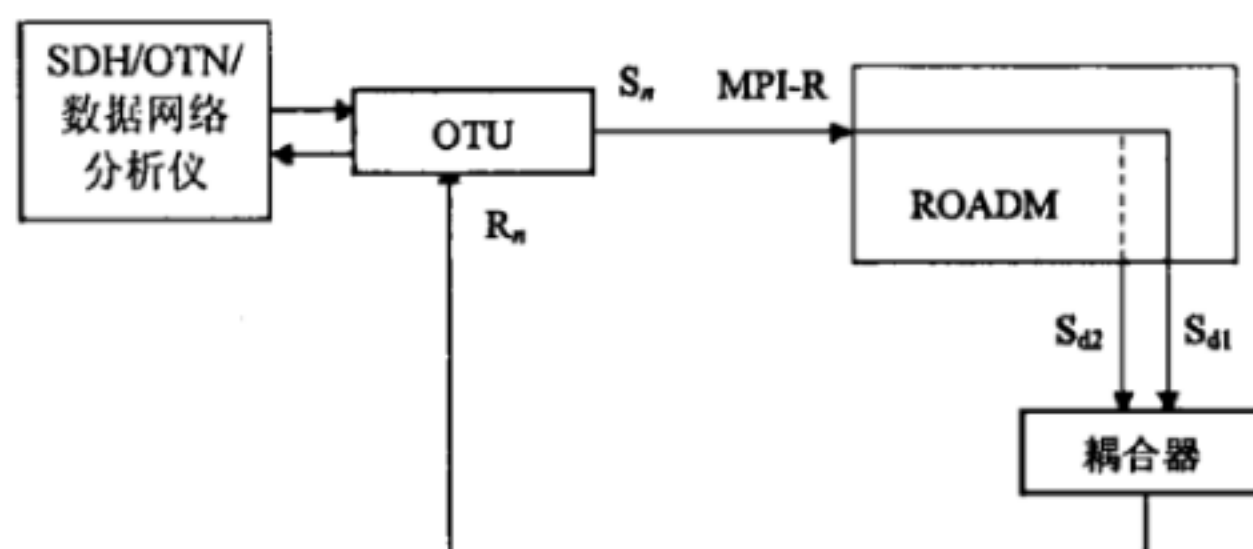 SDH/OTN/
数据网络
分析仪
OTU
Sn
MPI-R
ROADM
Rn
Sd2
Sd1
耦合器